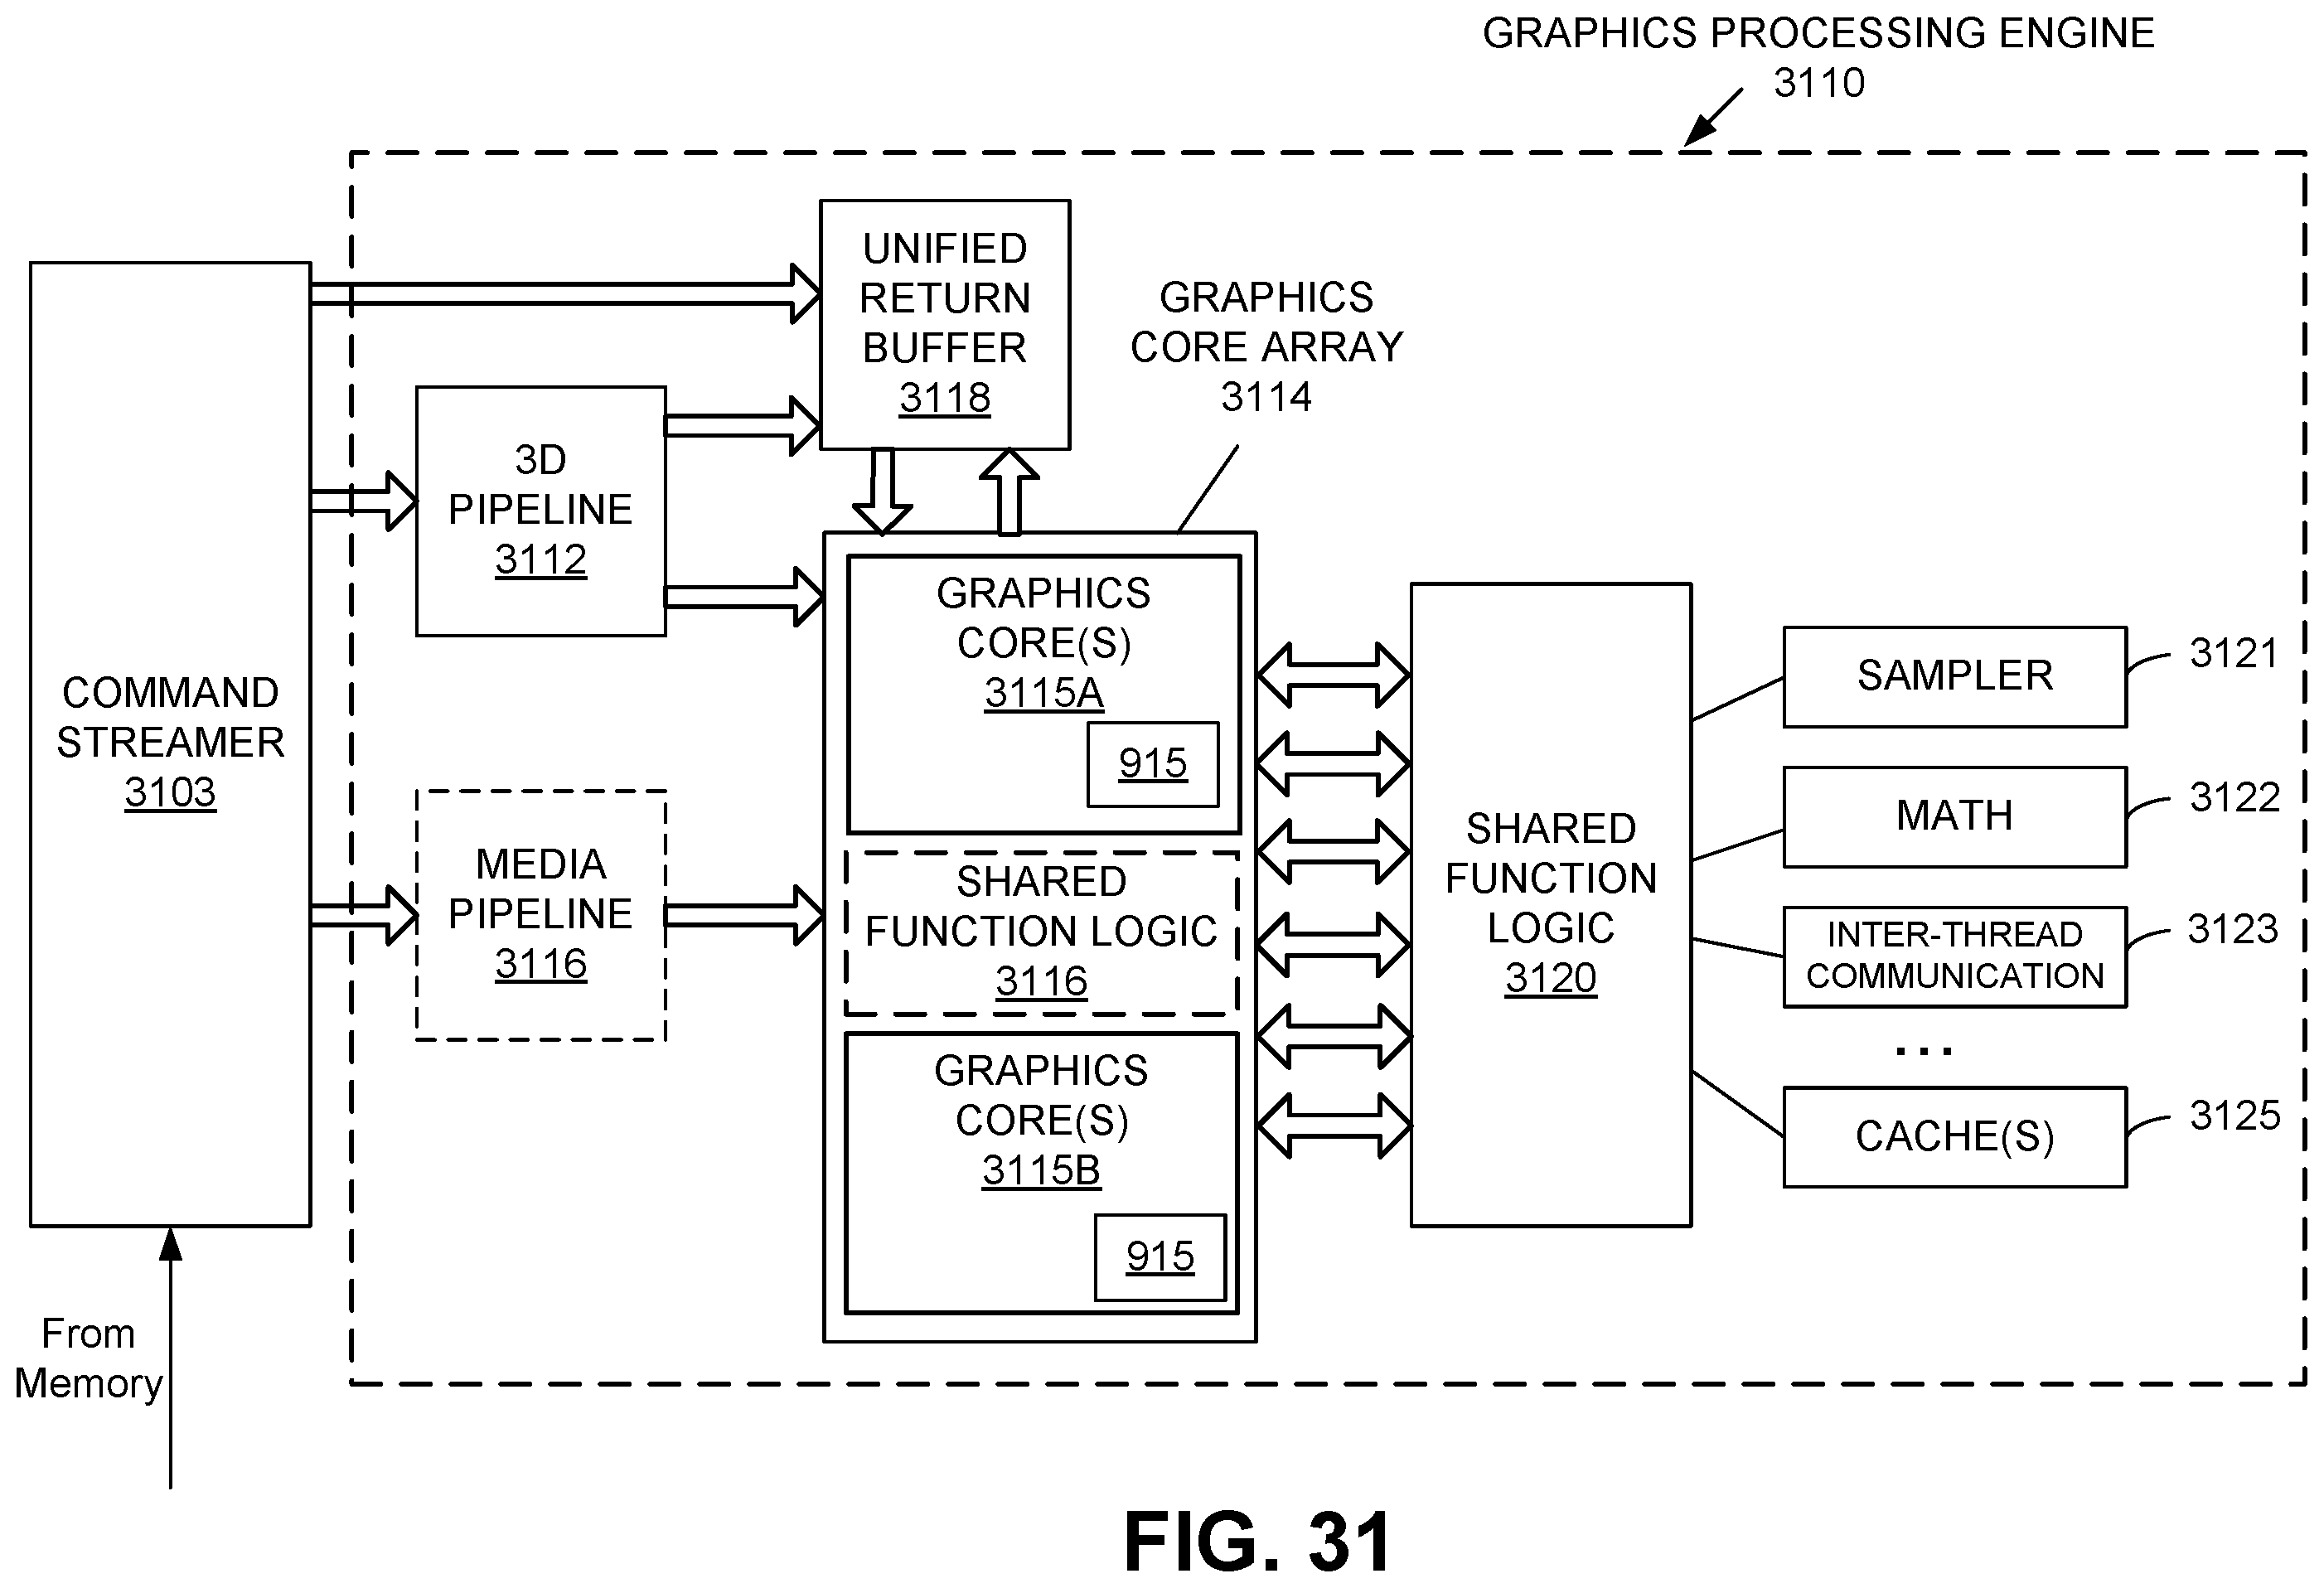 GRAPHICS PROCESSING ENGINE
3110
UNIFIED
RETURN
BUFFER
3118
GRAPHICS
CORE ARRAY
3114
3D
PIPELINE
3112
COMMAND
STREAMER
3103
MEDIA
PIPELINE
3116
GRAPHICS
CORE(S)
3115A
915
SHARED
FUNCTION LOGIC
3116
GRAPHICS
CORE(S)
3115B
915
SHARED
FUNCTION
LOGIC
3120
SAMPLER
3121
MATH
3122
INTER-THREAD
COMMUNICATION
3123
...
CACHE(S)
3125
From
Memory
FIG. 31